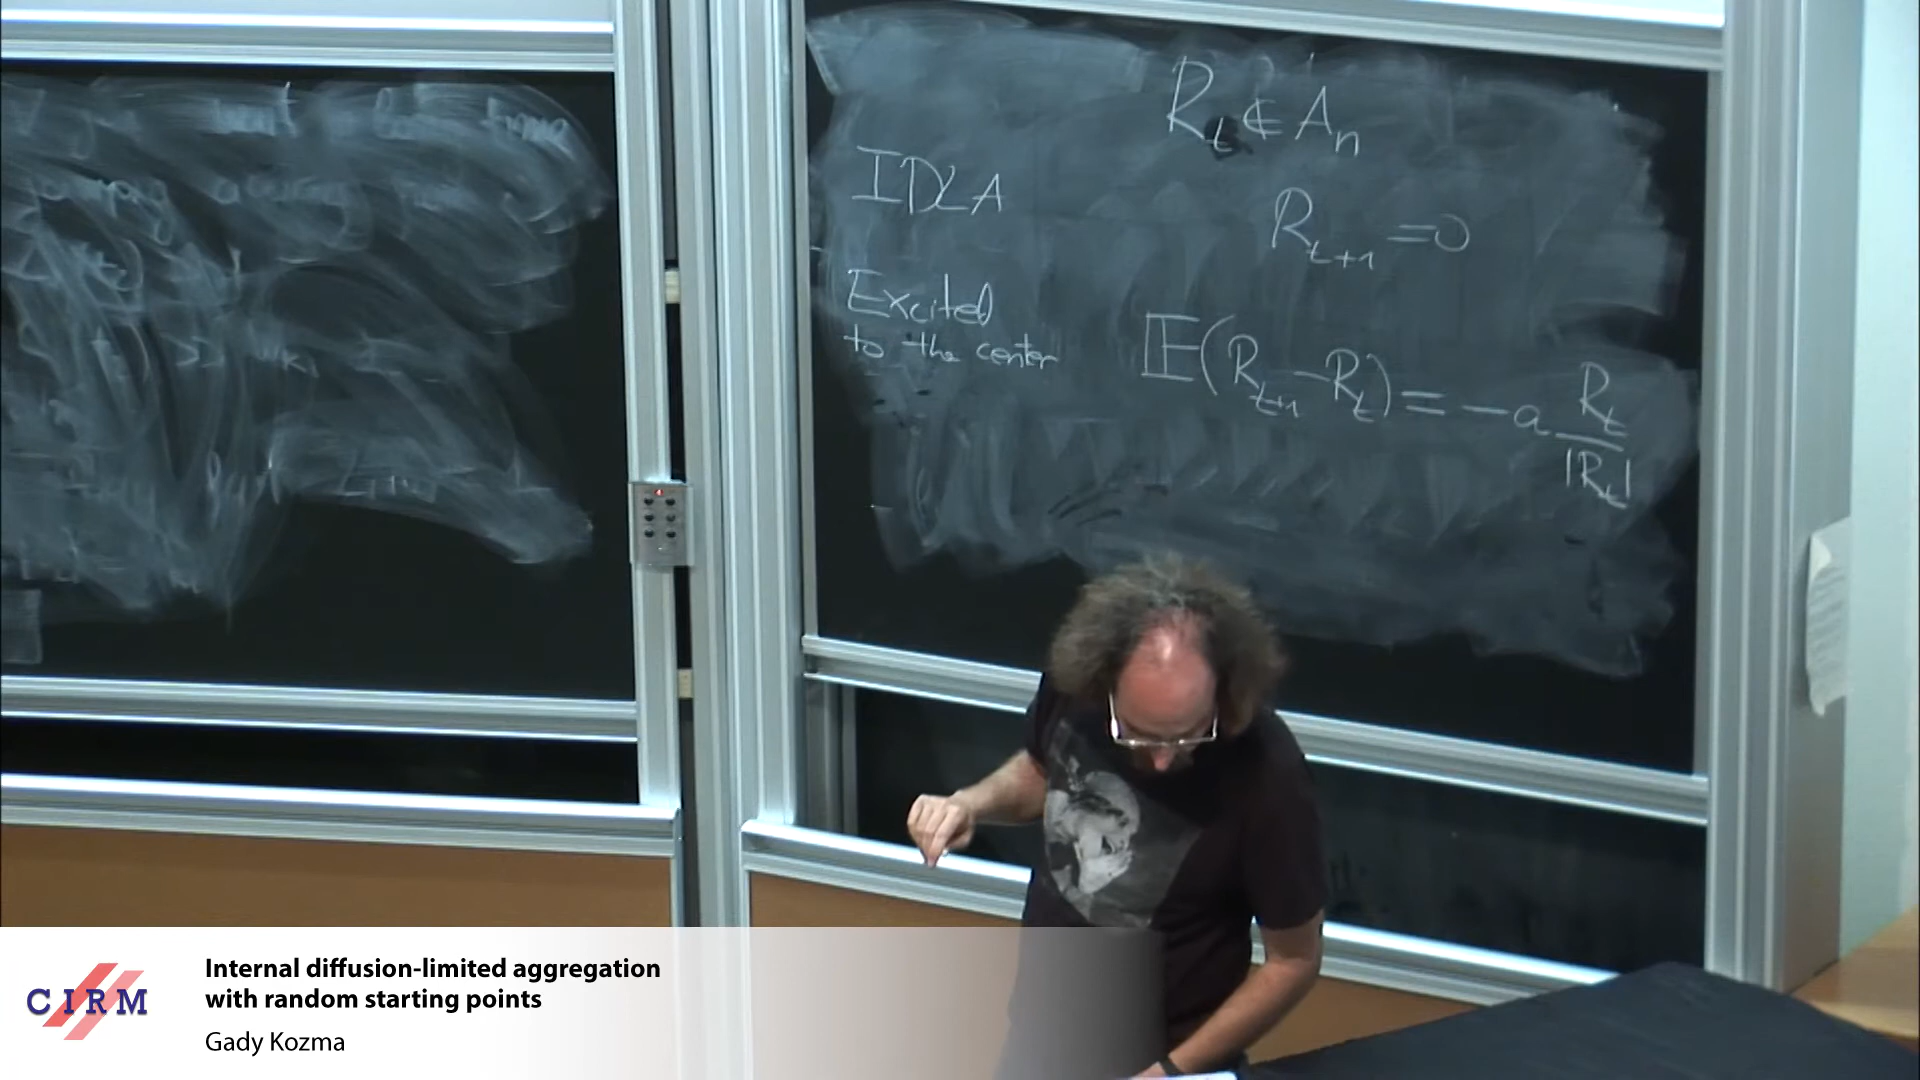 R_t ∉ A_n
IDLA
R_{t+1} = 0
Excited
to the center
E(R_{t+1} - R_t) = -a R_t / |R_t|
CIRM
Internal diffusion-limited aggregation
with random starting points
Gady Kozma